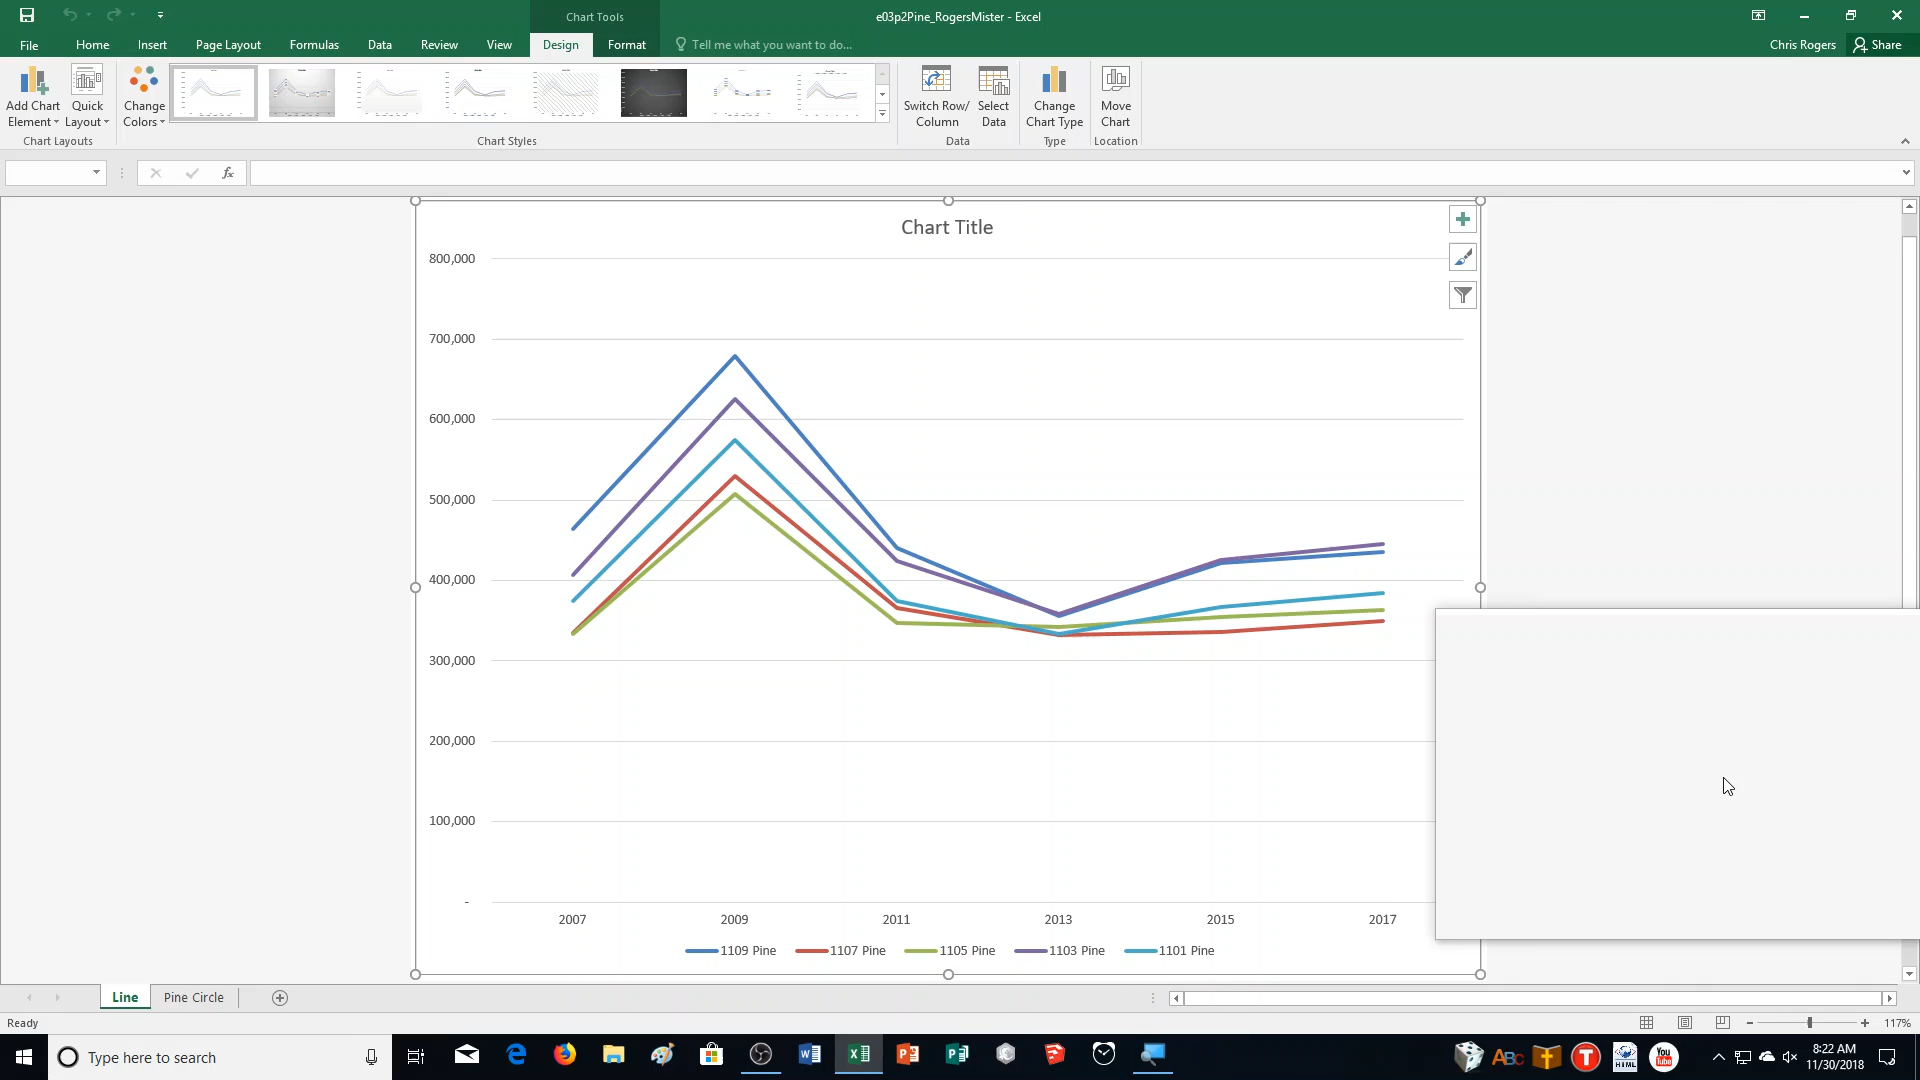 Chart Tools
e03p2Pine_RogersMister - Excel
File Home Insert Page Layout Formulas Data Review View Design Format Tell me what you want to do... Chris Rogers Share
Add Chart Element
Quick Layout
Change Colors
Switch Row/ Column
Select Data
Change Chart Type
Move Chart
Chart Layouts
Chart Styles
Data
Type
Location
fx
Chart Title
800,000
700,000
600,000
500,000
400,000
300,000
200,000
100,000
-
2007 2009 2011 2013 2015 2017
1109 Pine 1107 Pine 1105 Pine 1103 Pine 1101 Pine
Line Pine Circle
Ready
117%
Type here to search
8:22 AM
11/30/2018